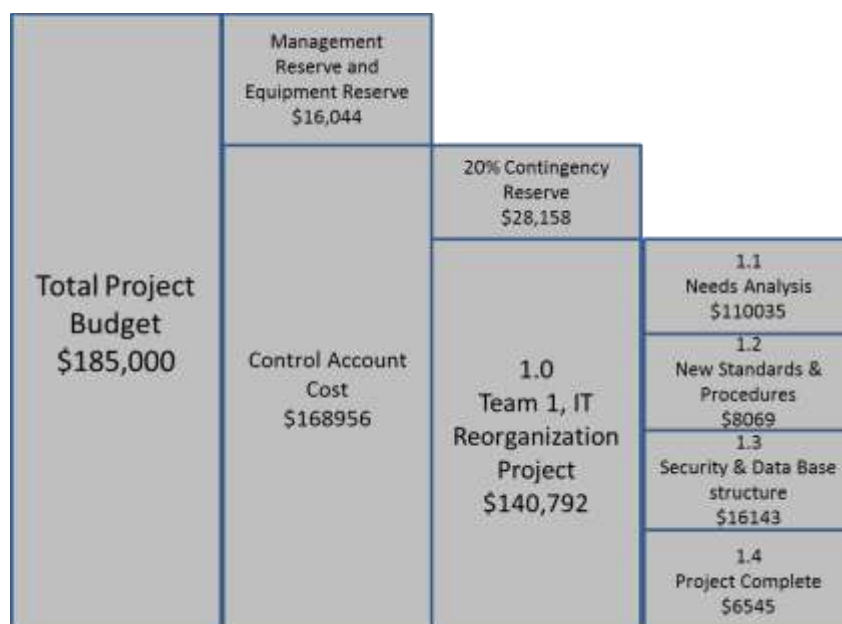 Total Project
Budget
$185,000
Management
Reserve and
Equipment Reserve
$16,044
Control Account
Cost
$168956
20% Contingency
Reserve
$28,158
1.0
Team 1, IT
Reorganization
Project
$140,792
1.1
Needs Analysis
$110035
1.2
New Standards &
Procedures
$8069
1.3
Security & Data Base
structure
$16143
1.4
Project Complete
$6545